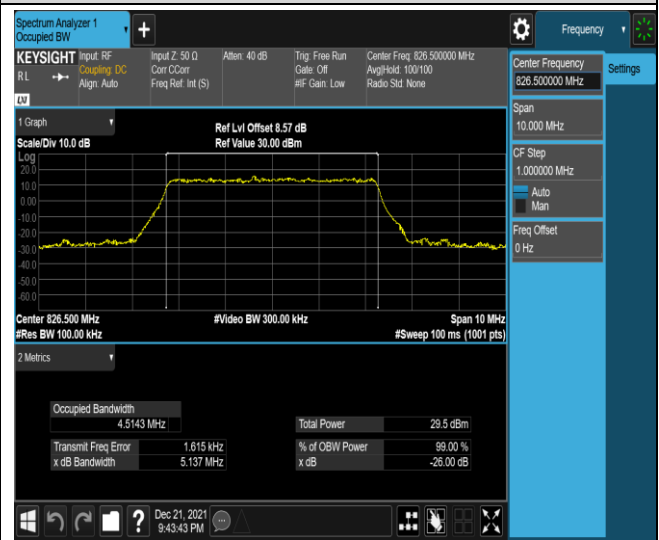 Spectrum Analyzer 1
Occupied BW
Frequency
KEYSIGHT
RL
LXI
Input: RF
Coupling: DC
Align: Auto
Input Z: 50 Ω
Corr CCorr
Freq Ref: Int (S)
Atten: 40 dB
Trig: Free Run
Gate: Off
#IF Gain: Low
Center Freq: 826.500000 MHz
Avg|Hold: 100/100
Radio Std: None
Center Frequency
826.500000 MHz
Settings
Span
10.000 MHz
CF Step
1.000000 MHz
Auto
Man
Freq Offset
0 Hz
1 Graph
Scale/Div 10.0 dB
Ref Lvl Offset 8.57 dB
Ref Value 30.00 dBm
Log
20.0
10.0
0.00
-10.0
-20.0
-30.0
-40.0
-50.0
-60.0
Center 826.500 MHz
#Video BW 300.00 kHz
Span 10 MHz
#Res BW 100.00 kHz
#Sweep 100 ms (1001 pts)
2 Metrics
Occupied Bandwidth
4.5143 MHz
Total Power 29.5 dBm
Transmit Freq Error 1.615 kHz
% of OBW Power 99.00 %
x dB Bandwidth 5.137 MHz
x dB -26.00 dB
?
Dec 21, 2021
9:43:43 PM